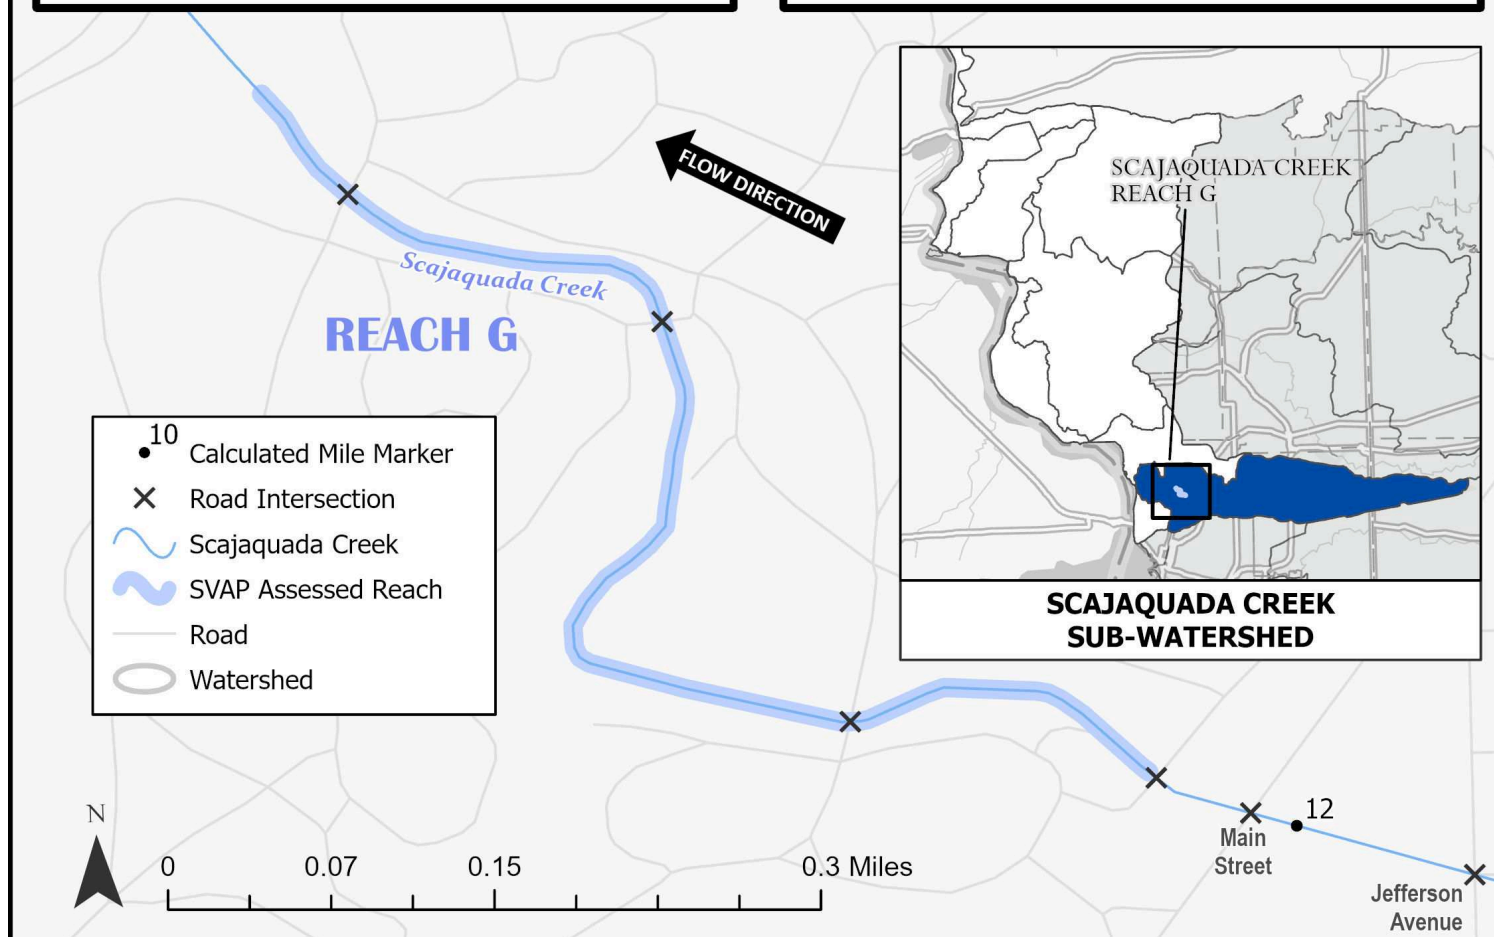 FLOW DIRECTION
SCAJAQUADA CREEK
REACH G
Scajaquada Creek
REACH G
10
Calculated Mile Marker
Road Intersection
Scajaquada Creek
SVAP Assessed Reach
Road
Watershed
SCAJAQUADA CREEK
SUB-WATERSHED
N
0 0.07 0.15 0.3 Miles
12
Main
Street
Jefferson
Avenue